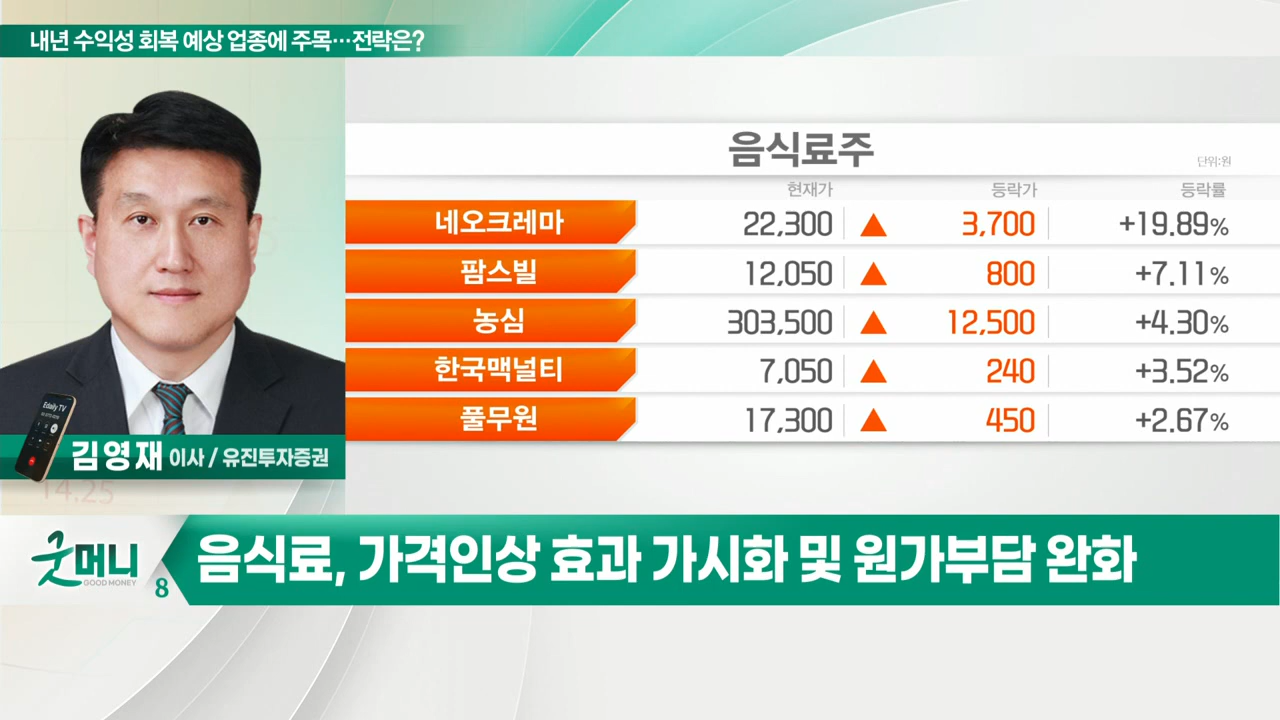 내년 수익성 회복 예상 업종에 주목…전략은?
음식료주
단위:원
현재가 등락가 등락률
네오크레마 22,300 ▲ 3,700 +19.89%
팜스빌 12,050 ▲ 800 +7.11%
농심 303,500 ▲ 12,500 +4.30%
한국맥널티 7,050 ▲ 240 +3.52%
풀무원 17,300 ▲ 450 +2.67%
Edaily TV
김영재 이사 / 유진투자증권
14.25
굿머니
GOOD MONEY
8
음식료, 가격인상 효과 가시화 및 원가부담 완화